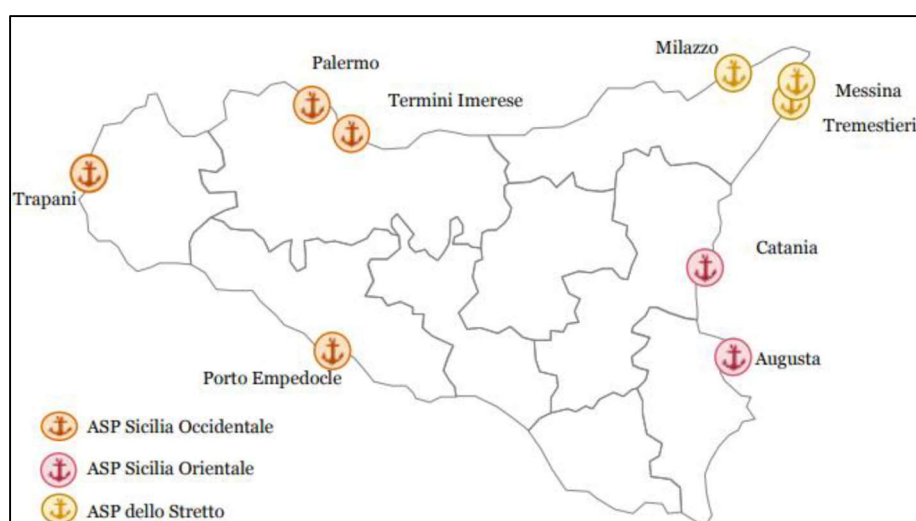 Palermo
Milazzo
Termini Imerese
Messina
Tremestieri
Trapani
Catania
Porto Empedocle
Augusta
ASP Sicilia Occidentale
ASP Sicilia Orientale
ASP dello Stretto